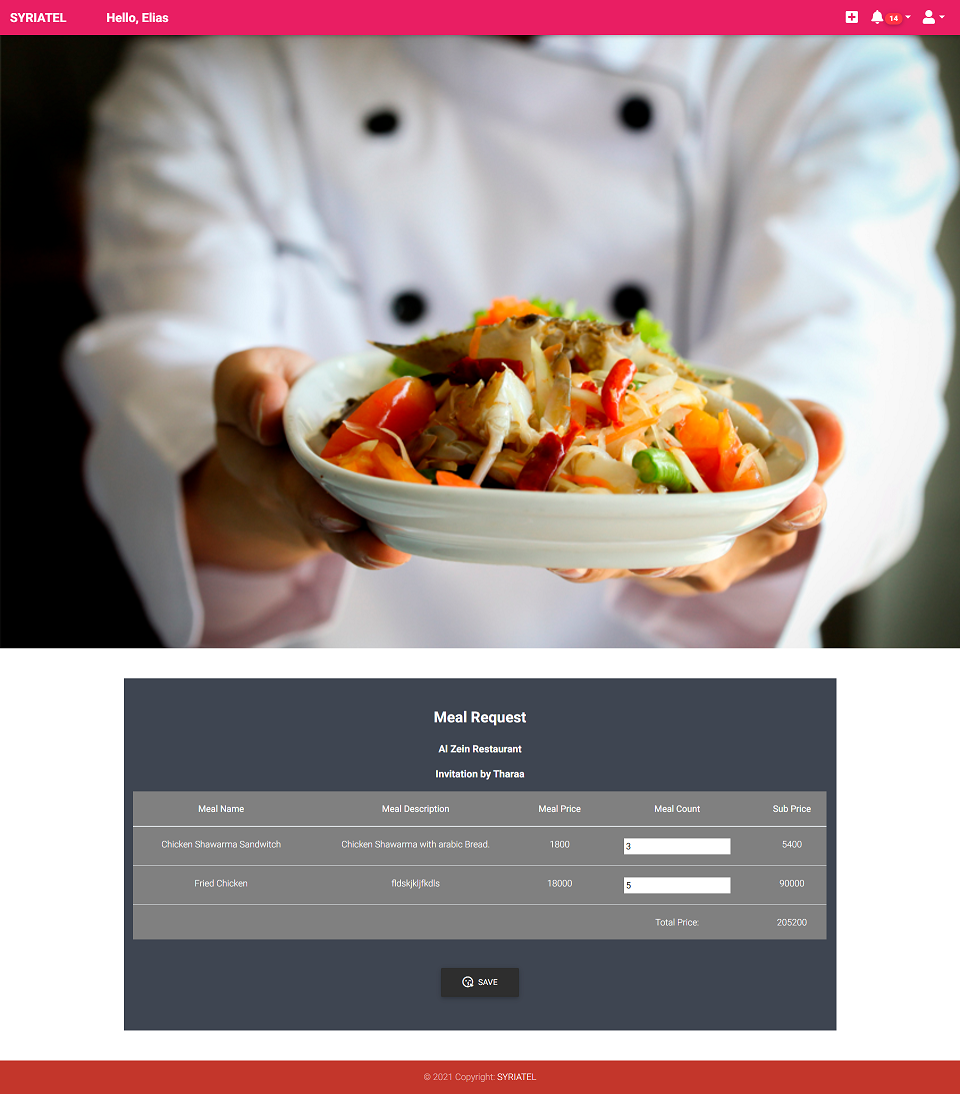 SYRIATEL Hello, Elias 14
Meal Request
Al Zein Restaurant
Invitation by Tharaa
Meal Name Meal Description Meal Price Meal Count Sub Price
Chicken Shawarma Sandwitch Chicken Shawarma with arabic Bread. 1800 3 5400
Fried Chicken fldskjkljfkdls 18000 5 90000
Total Price: 205200
SAVE
© 2021 Copyright: SYRIATEL